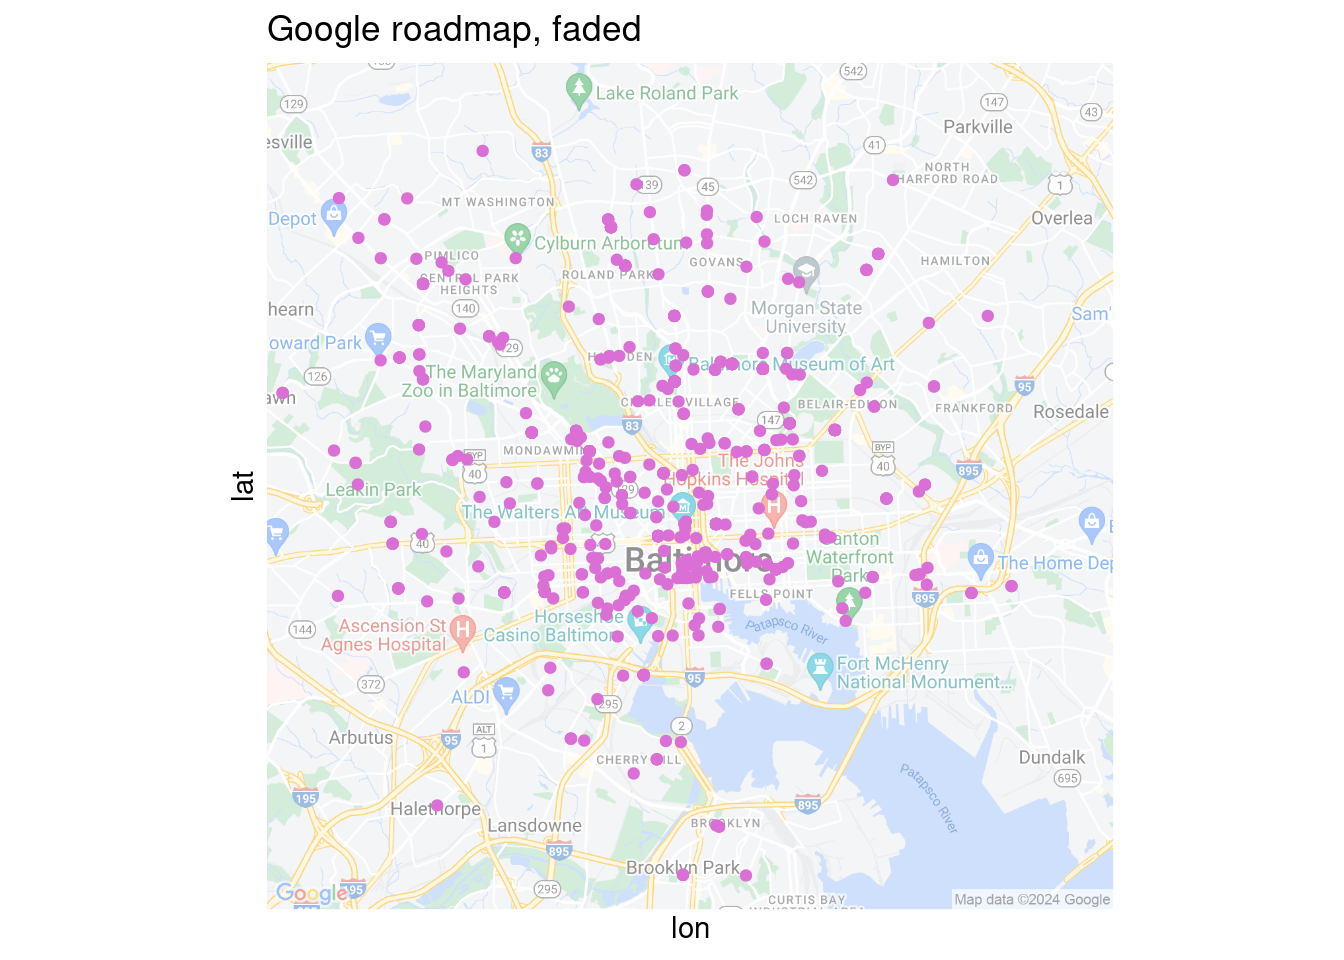 Google roadmap, faded
542
129
Lake Roland Park
147
43
Parkville
esville
83
41
NORTH
HARFORD ROAD
139
45
542
1
MT WASHINGTON
Depot
LOCH RAVEN
Overlea
Cylburn Arboretum
PIMLICO
CENTRAL PARK
HEIGHTS
ROLAND PARK
GOVANS
HAMILTON
140
hearn
Morgan State
University
Sam'
oward Park
129
Baltimore Museum of Art
126
The Maryland
Zoo in Baltimore
95
awn
CHARLES VILLAGE
BELAIR-EDISON
FRANKFORD
Rosedale
83
147
MONDAWMIN
BYP
40
BYP
40
895
The Johns
Hopkins Hospital
Leakin Park
The Walters Art Museum
lat
40
Baltimore
Canton
Waterfront
Park
The Home Dep
FELLS POINT
895
Horseshoe
Casino Baltimore
144
Ascension St
Agnes Hospital
Patapsco River
Fort McHenry
National Monument...
372
ALDI
95
295
2
Arbutus
95
ALT
1
CHERRY HILL
Dundalk
695
Patapsco River
195
Halethorpe
895
Lansdowne
BROOKLYN
895
Brooklyn Park
295
Google
95
CURTIS BAY
INDUSTRIAL AREA
Map data ©2024 Google
lon